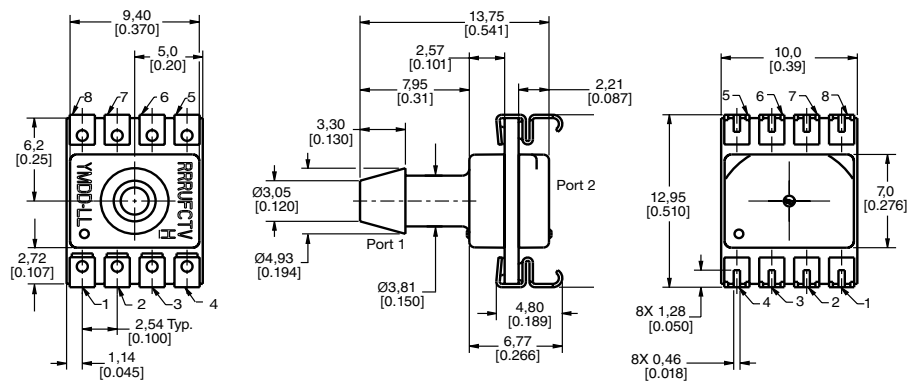 9,40
[0.370]
5,0
[0.20]
8 7 6 5
6,2
[0.25]
YMDD-LL
RRRUFCTV
H
2,72
[0.107]
1 2 3 4
2,54 Typ.
[0.100]
1,14
[0.045]
13,75
[0.541]
2,57
[0.101]
7,95
[0.31]
2,21
[0.087]
3,30
[0.130]
Ø3,05
[0.120]
Port 2
Port 1
Ø4,93
[0.194]
Ø3,81
[0.150]
4,80
[0.189]
6,77
[0.266]
10,0
[0.39]
5 6 7 8
12,95
[0.510]
7,0
[0.276]
4 3 2 1
8X 1,28
[0.050]
8X 0,46
[0.018]